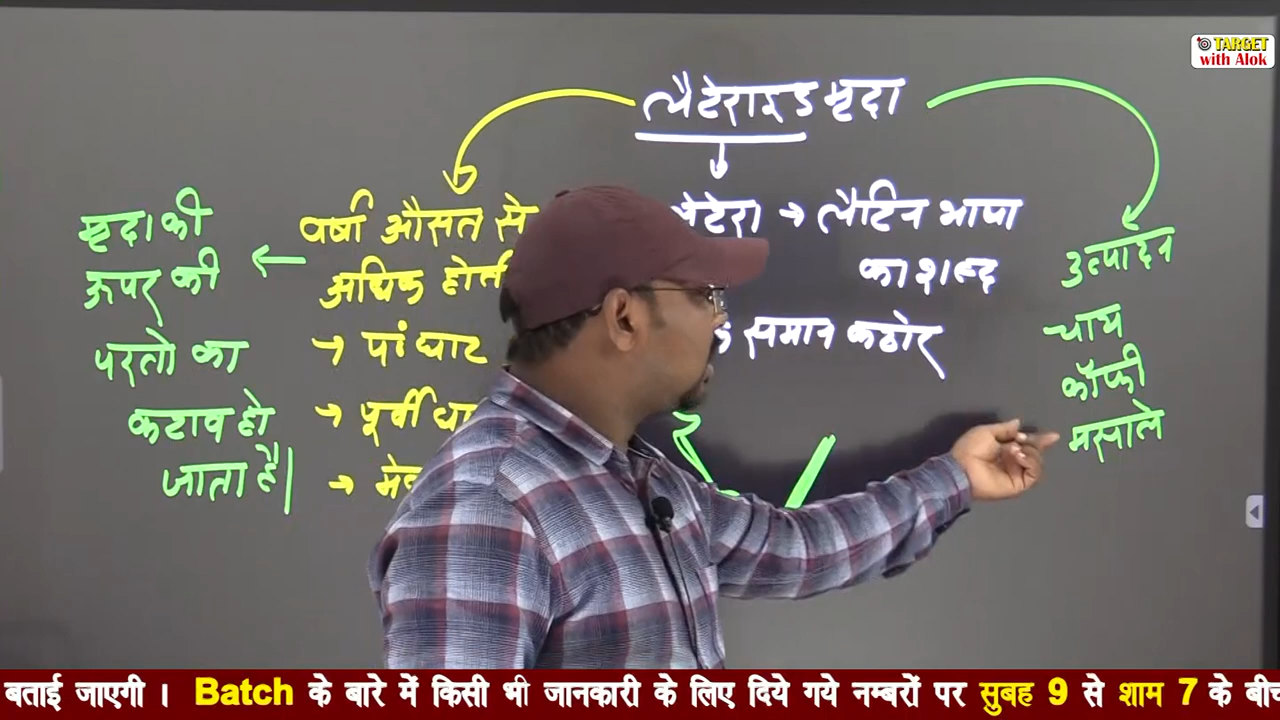 TARGET
with Alok
लैटेराइड मृदा
लैटिन भाषा
का शब्द
समान कठोर
वर्षा औसत से
अधिक होती
→ प० घाट
→ पूर्वी
→
मृदा की
ऊपर की
परतो का
कटाव हो
जाता है।
उत्पादन
चाय
कॉफी
मसाले
बताई जाएगी । Batch के बारे में किसी भी जानकारी के लिए दिये गये नम्बरों पर सुबह 9 से शाम 7 के बीच